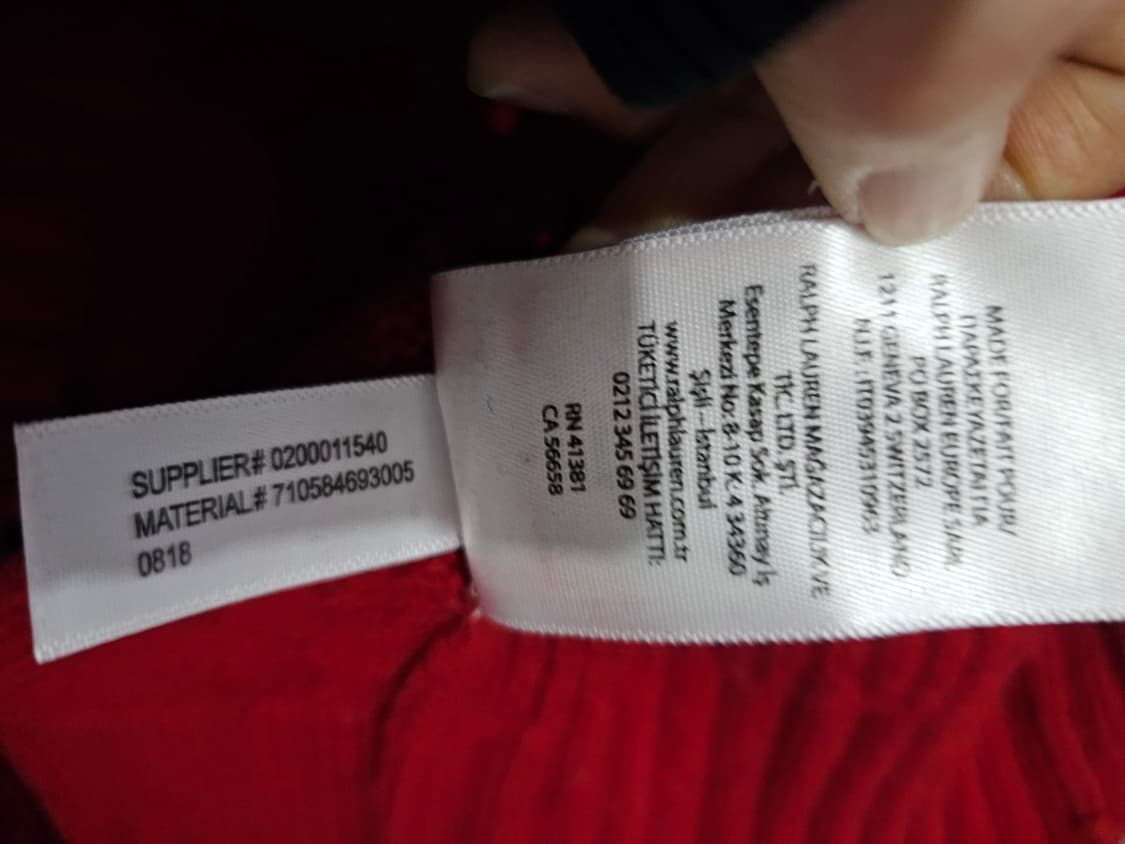 SUPPLIER# 0200011540
MATERIAL# 710584693005
0818
MADE FOR/FAIT POUR/
ΠΑΡΑΣΚΕΥΑΖΕΤΑΙ ΓΙΑ
RALPH LAUREN EUROPE SARL
PO BOX 2572
1211 GENEVA 2 SWITZERLAND
N.I.F. : IT03945310963
RALPH LAUREN MAĞAZACILIK VE
TİC. LTD. ŞTİ.
Esentepe Kasap Sok. Altunay İş
Merkezi No: 8-10 K. 4 34360
Şişli – İstanbul
www.ralphlauren.com.tr
TÜKETİCİ İLETİŞİM HATTI:
0212 345 69 69
RN 41381
CA 56658